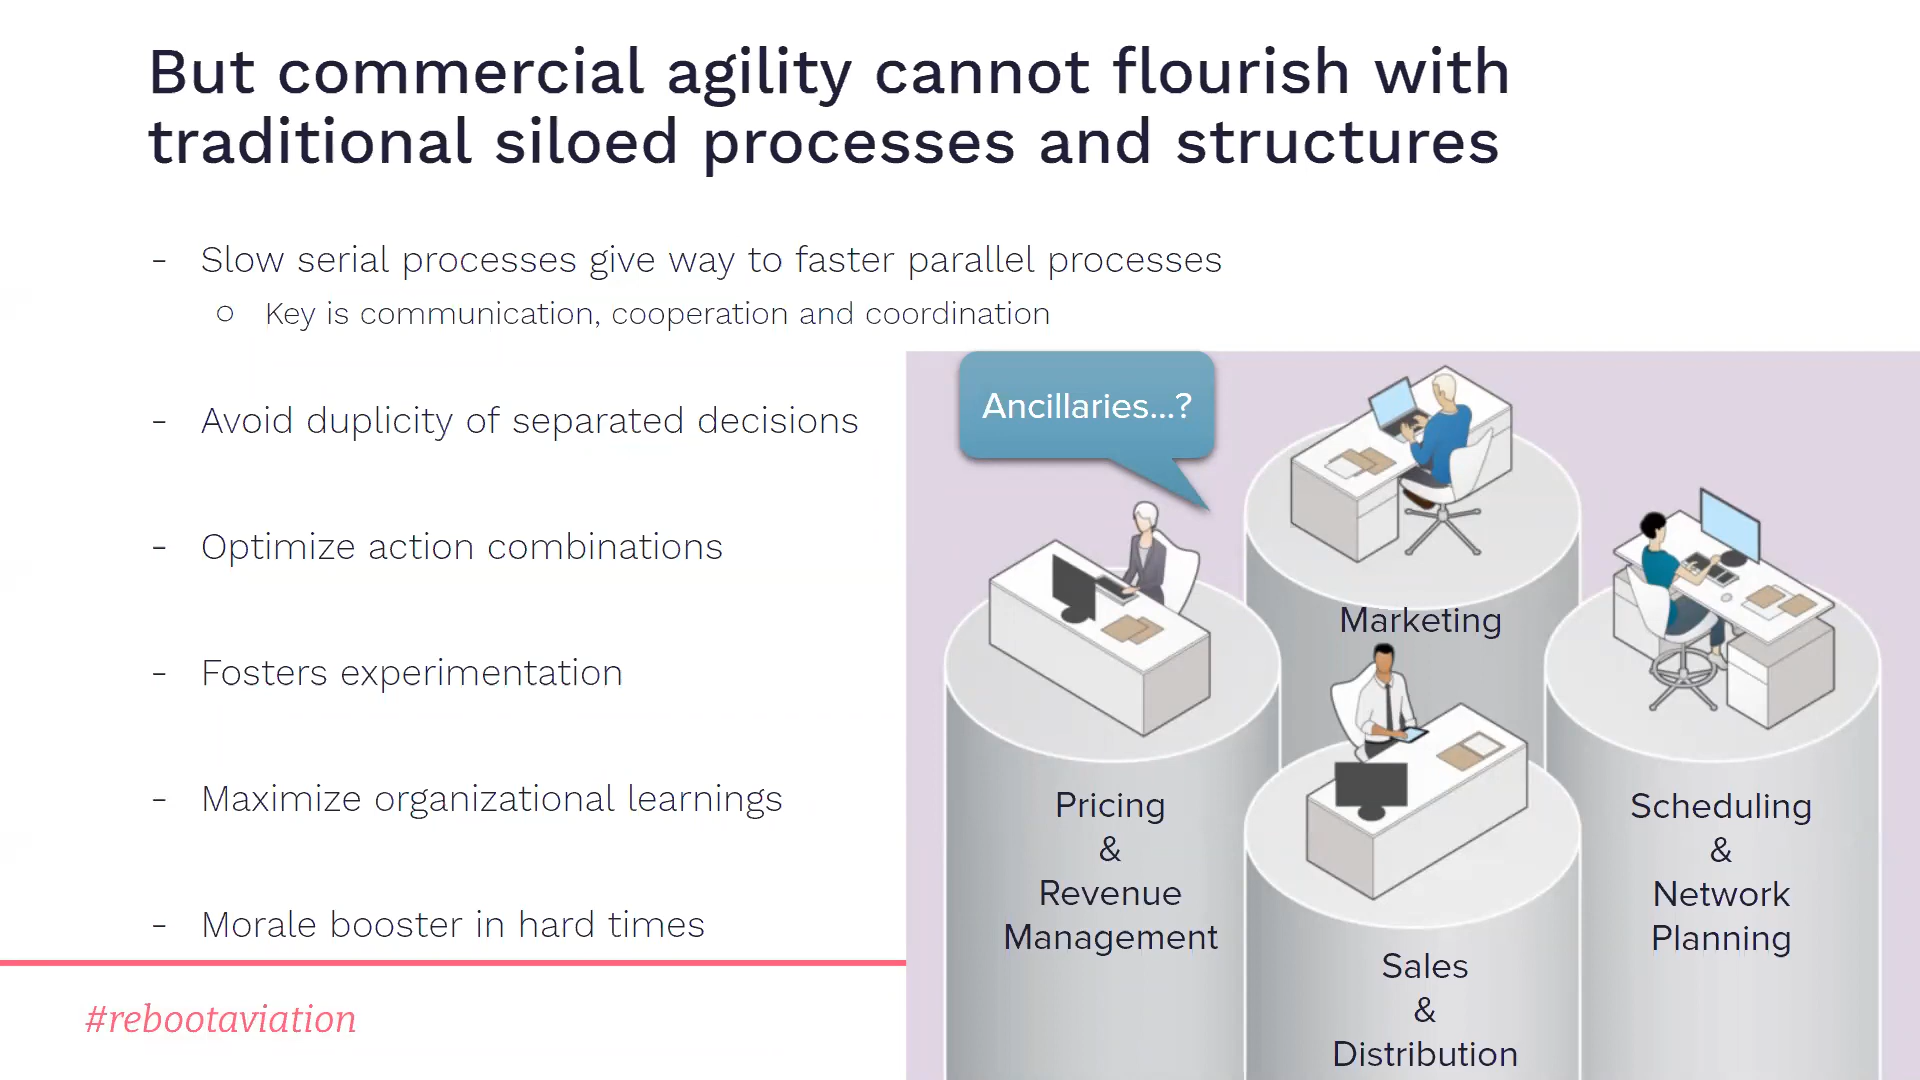 But commercial agility cannot flourish with
traditional siloed processes and structures
- Slow serial processes give way to faster parallel processes
○ Key is communication, cooperation and coordination
- Avoid duplicity of separated decisions
- Optimize action combinations
- Fosters experimentation
- Maximize organizational learnings
- Morale booster in hard times
#rebootaviation
Ancillaries...?
Marketing
Pricing
&
Revenue
Management
Sales
&
Distribution
Scheduling
&
Network
Planning